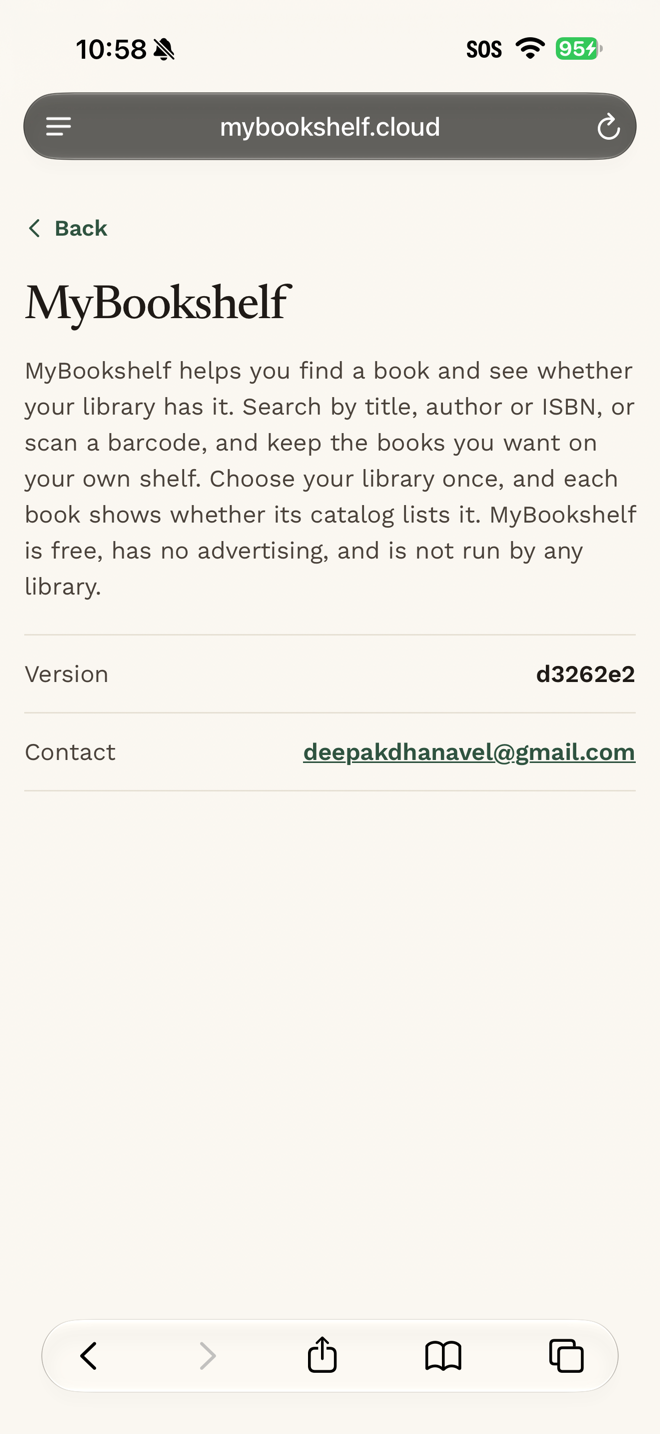 10:58
SOS
95
mybookshelf.cloud
Back
MyBookshelf
MyBookshelf helps you find a book and see whether
your library has it. Search by title, author or ISBN, or
scan a barcode, and keep the books you want on
your own shelf. Choose your library once, and each
book shows whether its catalog lists it. MyBookshelf
is free, has no advertising, and is not run by any
library.
Version d3262e2
Contact deepakdhanavel@gmail.com